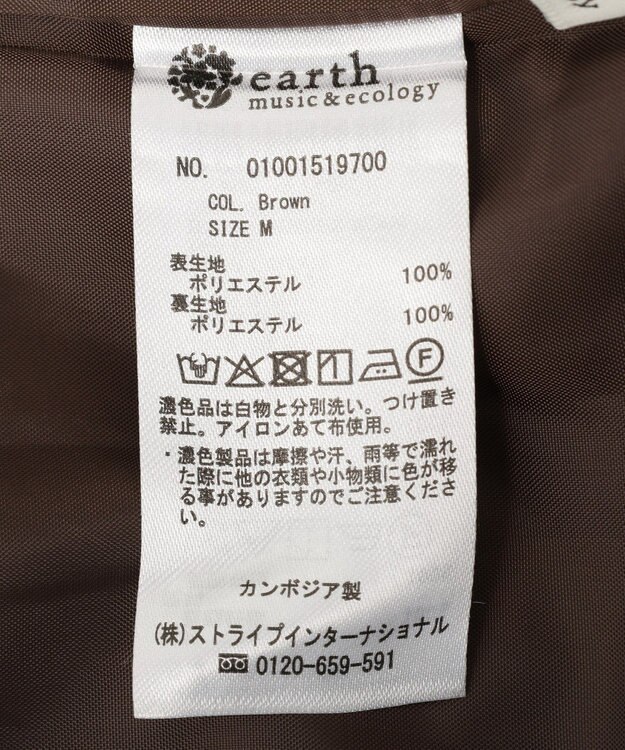 earth
music&ecology
NO. 01001519700
COL. Brown
SIZE M
表生地
ポリエステル 100%
裏生地
ポリエステル 100%
F
濃色品は白物と分別洗い。つけ置き
禁止。アイロンあて布使用。
・濃色製品は摩擦や汗、雨等で濡れ
た際に他の衣類や小物類に色が移
る事がありますのでご注意くださ
い。
カンボジア製
(株)ストライプインターナショナル
0120-659-591